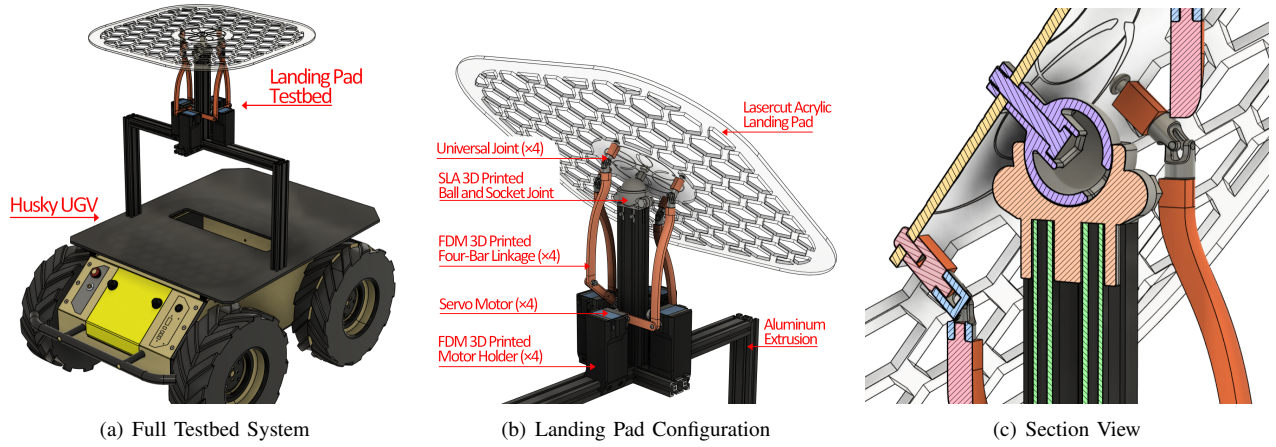 Landing Pad
Testbed
Husky UGV
Lasercut Acrylic
Landing Pad
Universal Joint (×4)
SLA 3D Printed
Ball and Socket Joint
FDM 3D Printed
Four-Bar Linkage (×4)
Servo Motor (×4)
FDM 3D Printed
Motor Holder (×4)
Aluminum
Extrusion
(a) Full Testbed System
(b) Landing Pad Configuration
(c) Section View